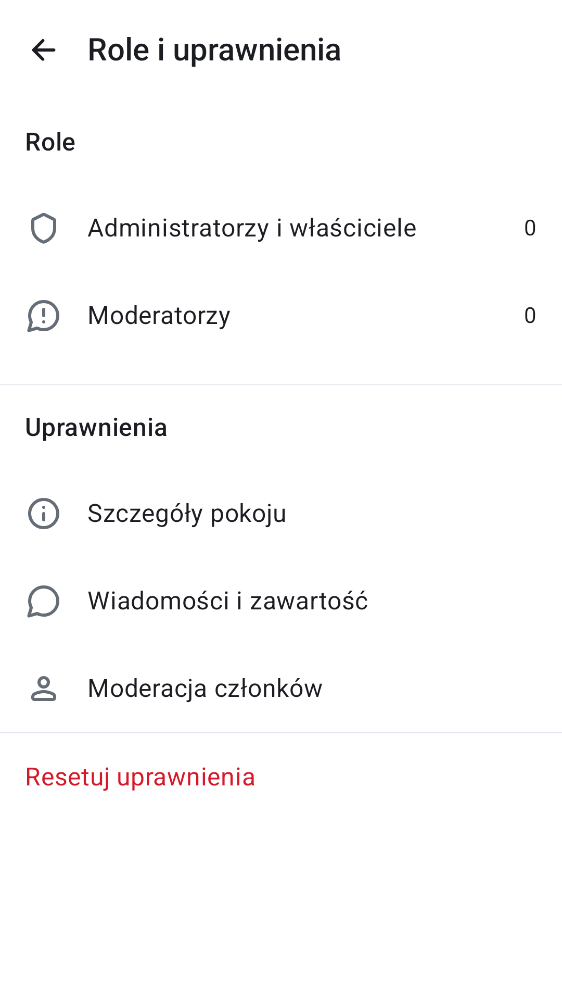 Role i uprawnienia
Role
Administratorzy i właściciele 0
Moderatorzy 0
Uprawnienia
Szczegóły pokoju
Wiadomości i zawartość
Moderacja członków
Resetuj uprawnienia